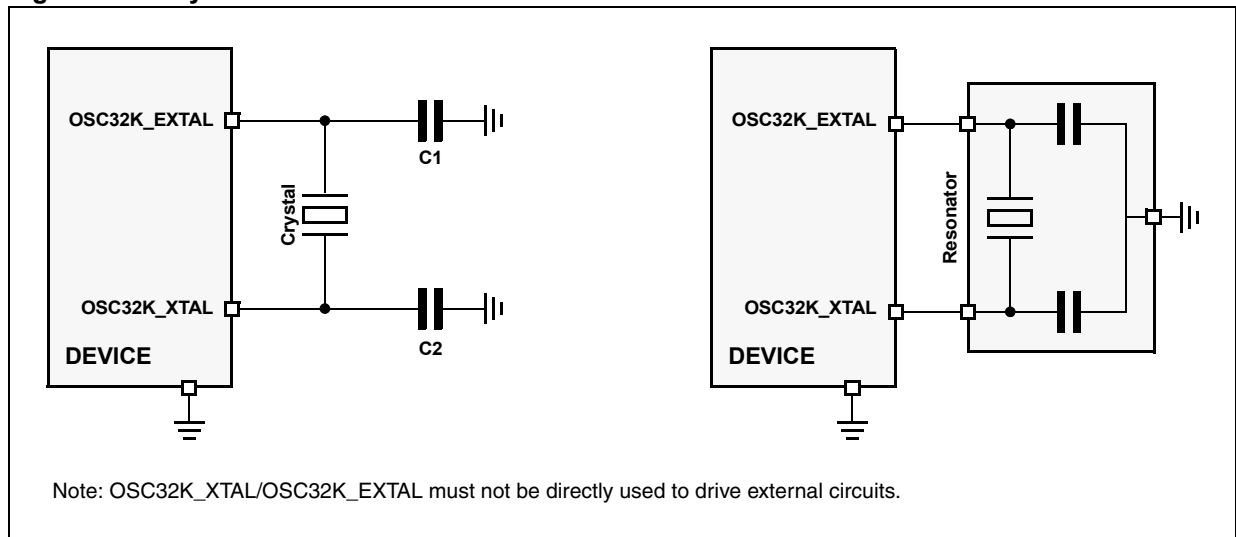 OSC32K_EXTAL
C1
Crystal
OSC32K_XTAL
C2
DEVICE
OSC32K_EXTAL
Resonator
OSC32K_XTAL
DEVICE
Note: OSC32K_XTAL/OSC32K_EXTAL must not be directly used to drive external circuits.